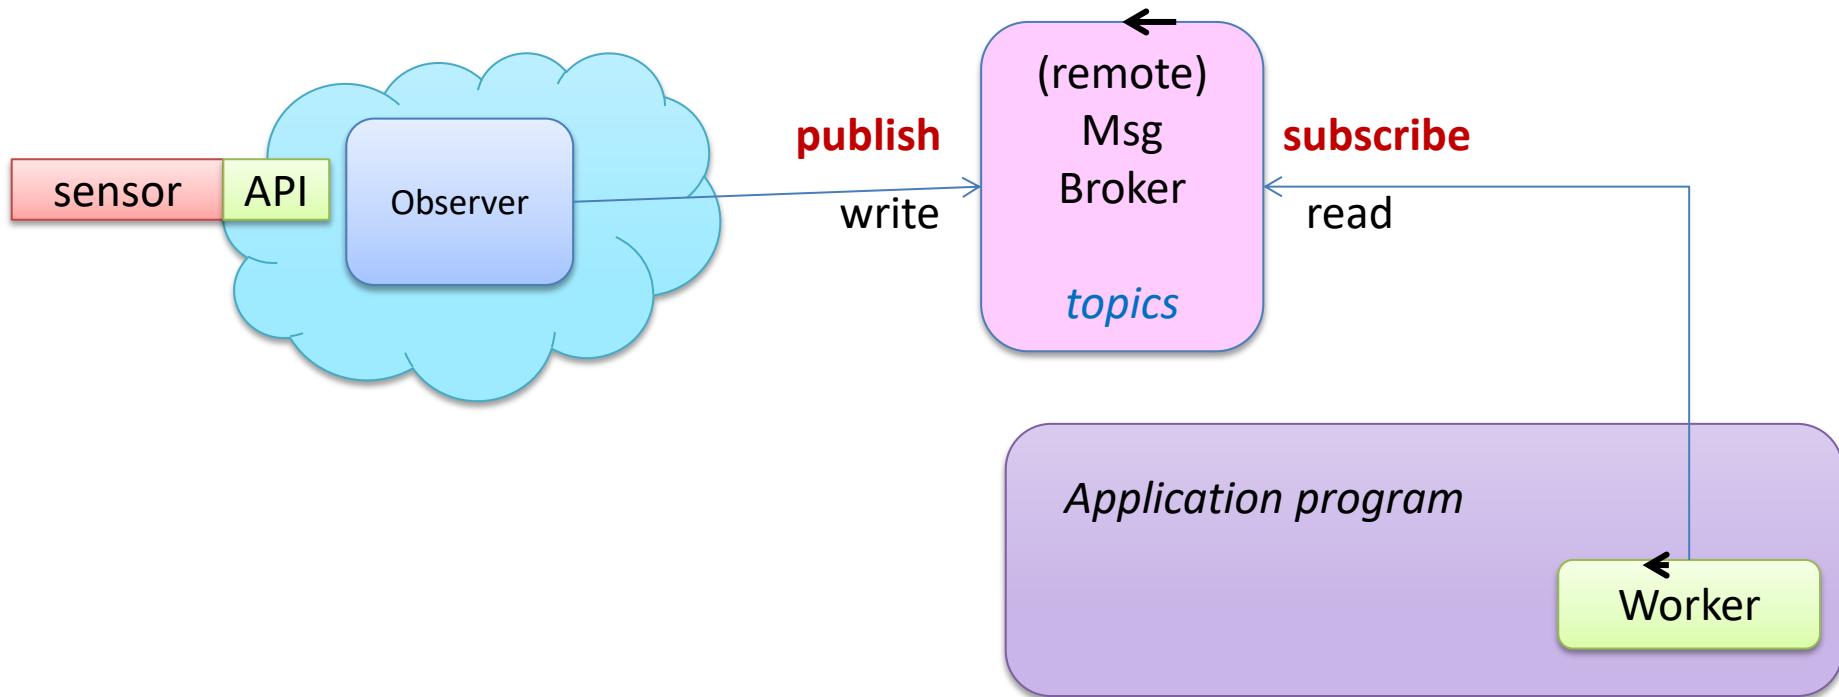 sensor
API
Observer
publish
write
(remote)
Msg
Broker
topics
subscribe
read
Application program
Worker